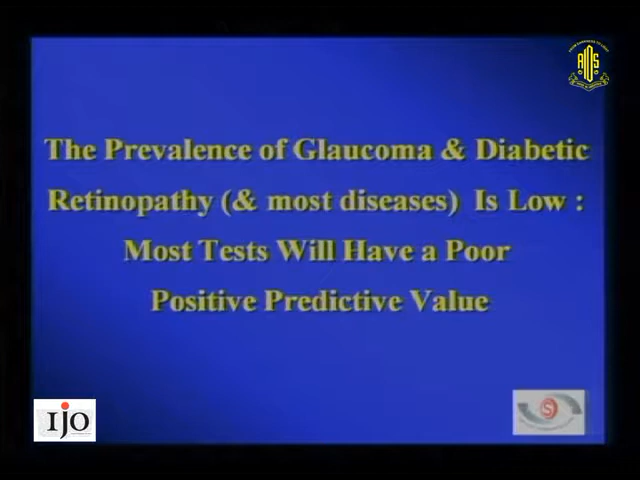 AIOS
The Prevalence of Glaucoma & Diabetic
Retinopathy (& most diseases) Is Low :
Most Tests Will Have a Poor
Positive Predictive Value
IJO
S